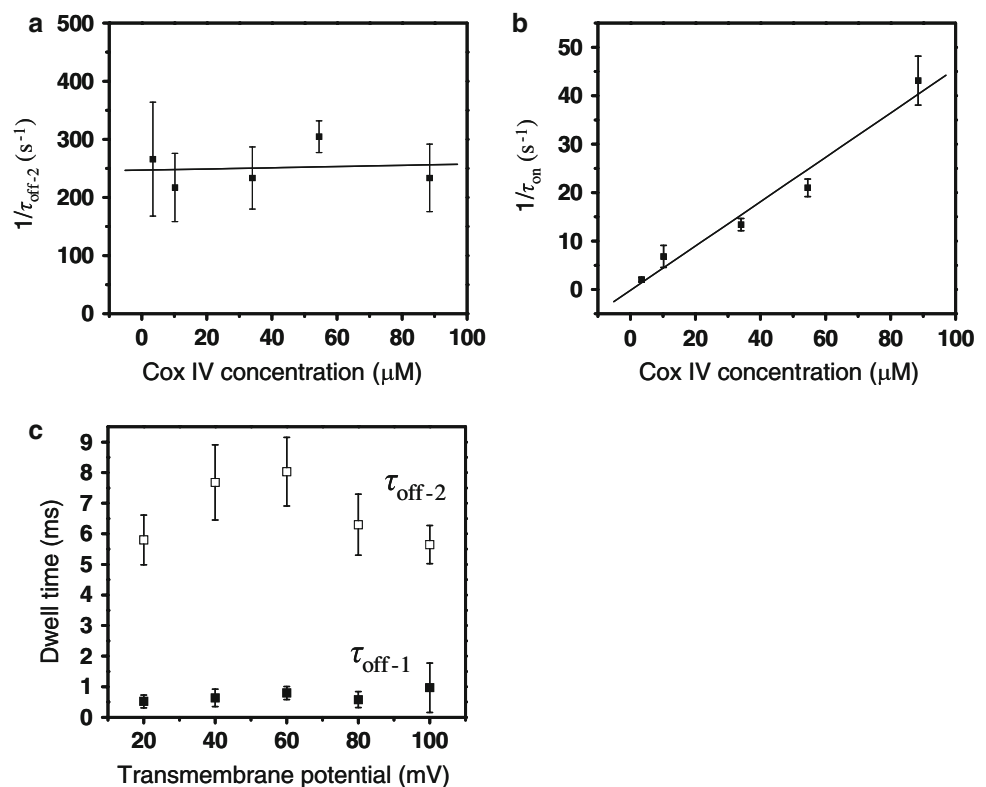 a
500
400
300
200
100
0
1/τoff-2 (s⁻¹)
0 20 40 60 80 100
Cox IV concentration (μM)
b
50
40
30
20
10
0
1/τon (s⁻¹)
0 20 40 60 80 100
Cox IV concentration (μM)
c
9
8
7
6
5
4
3
2
1
0
Dwell time (ms)
τoff-2
τoff-1
20 40 60 80 100
Transmembrane potential (mV)